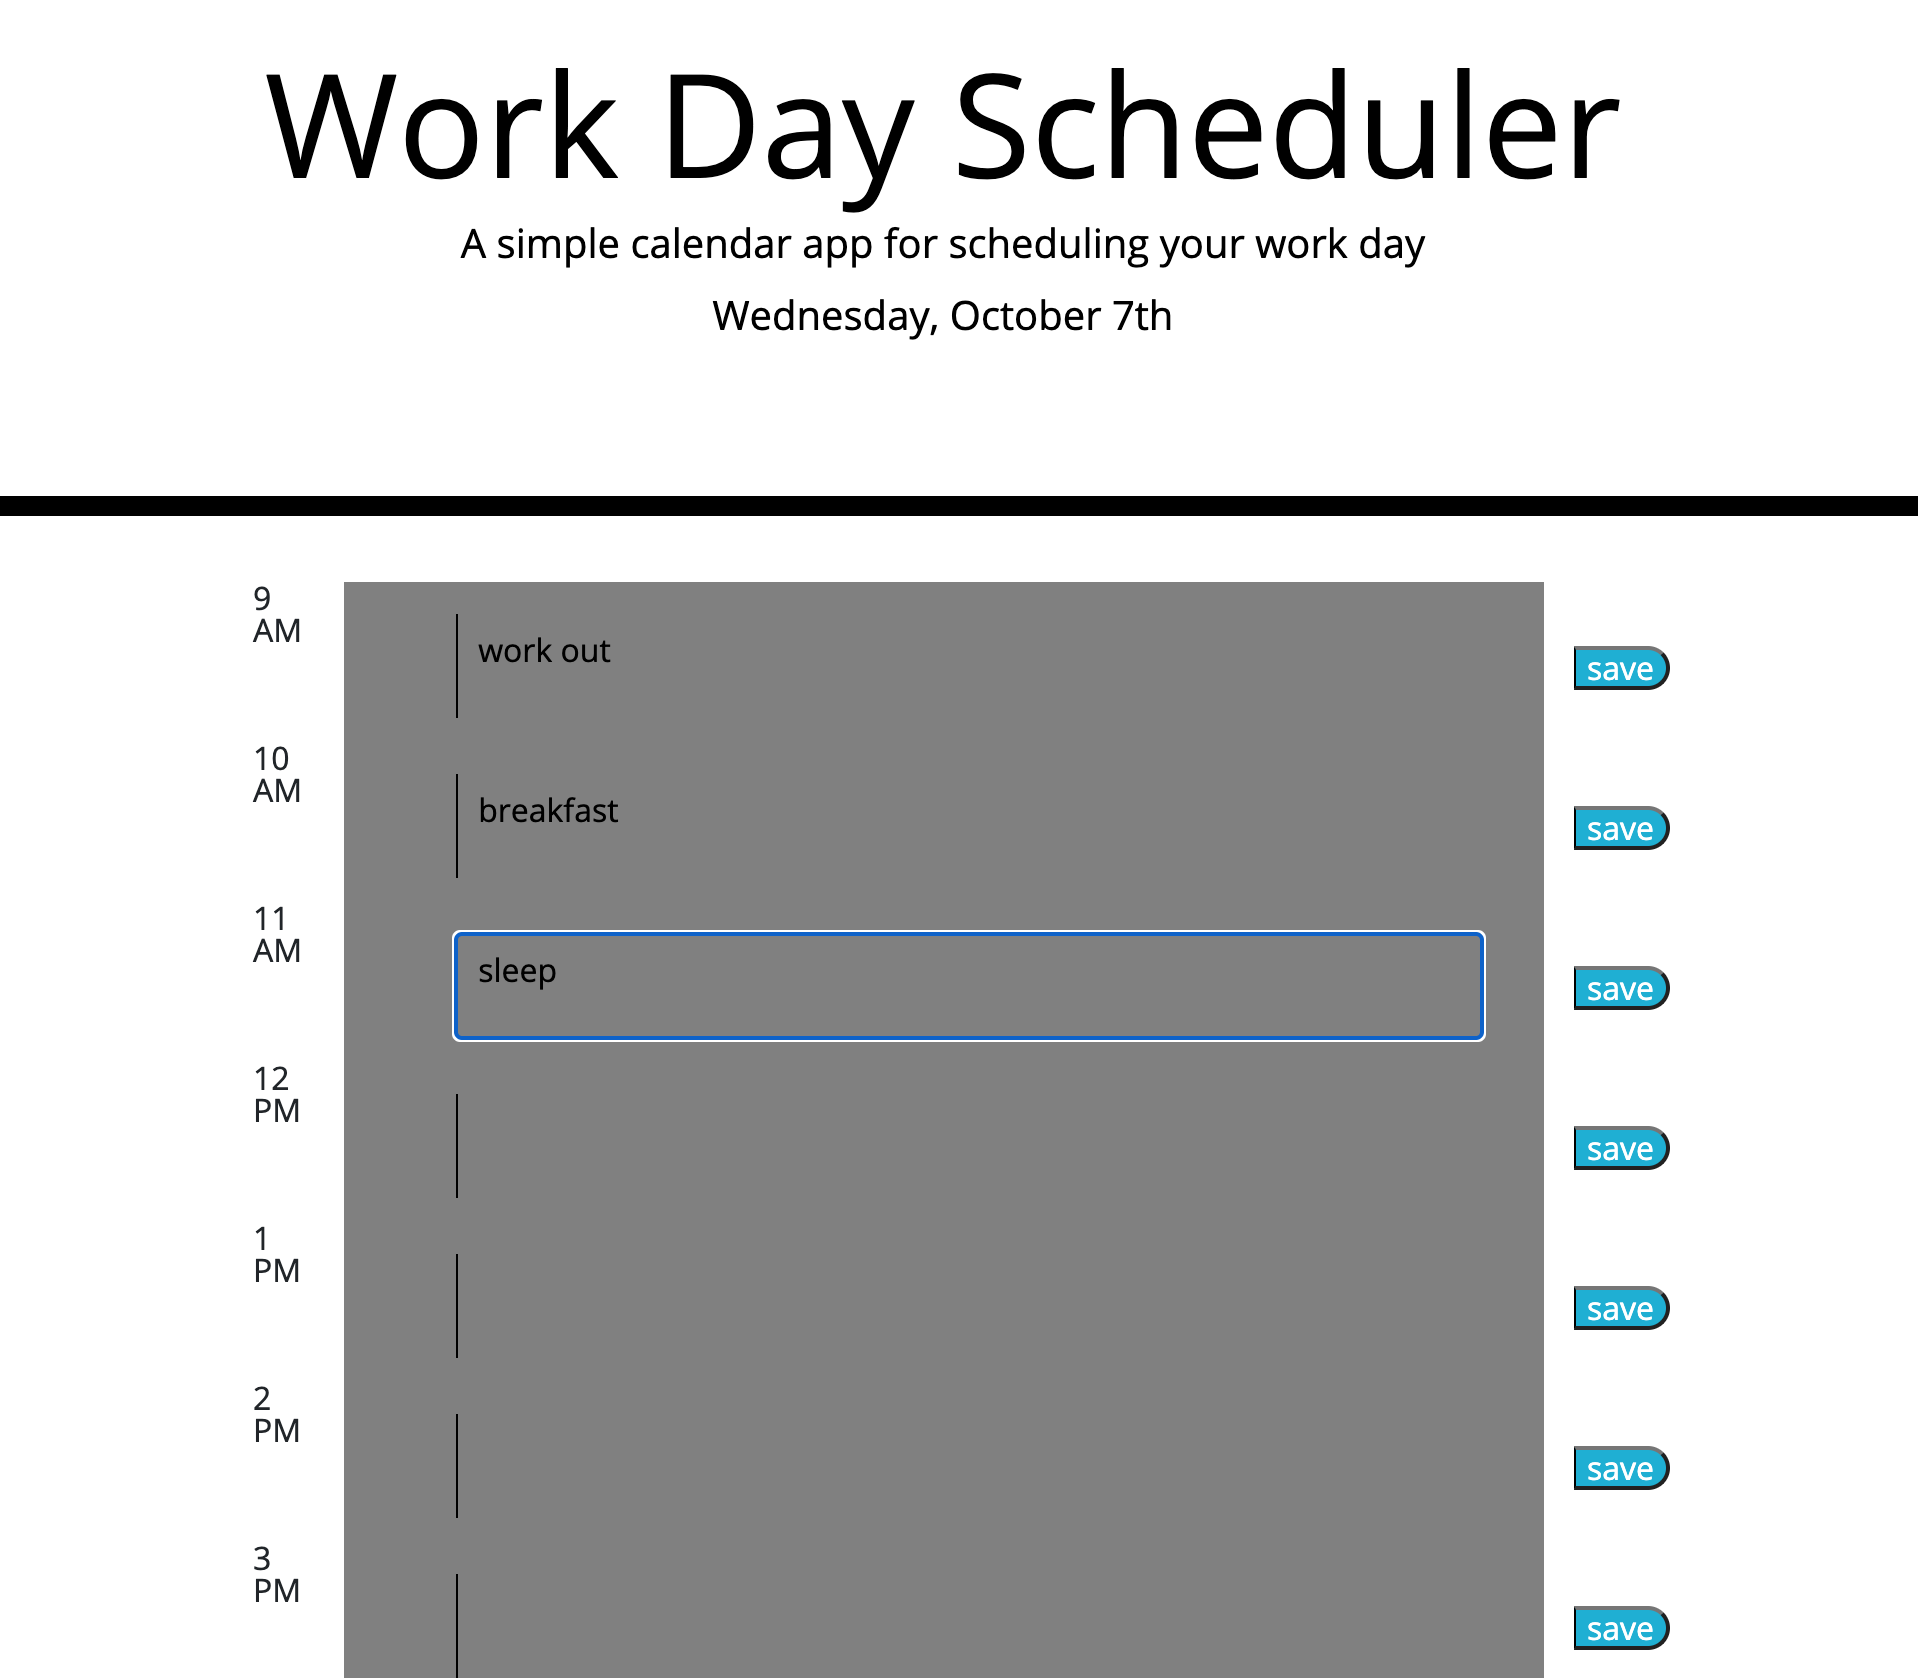 Work Day Scheduler
A simple calendar app for scheduling your work day
Wednesday, October 7th
9
AM
work out
save
10
AM
breakfast
save
11
AM
sleep
save
12
PM
save
1
PM
save
2
PM
save
3
PM
save